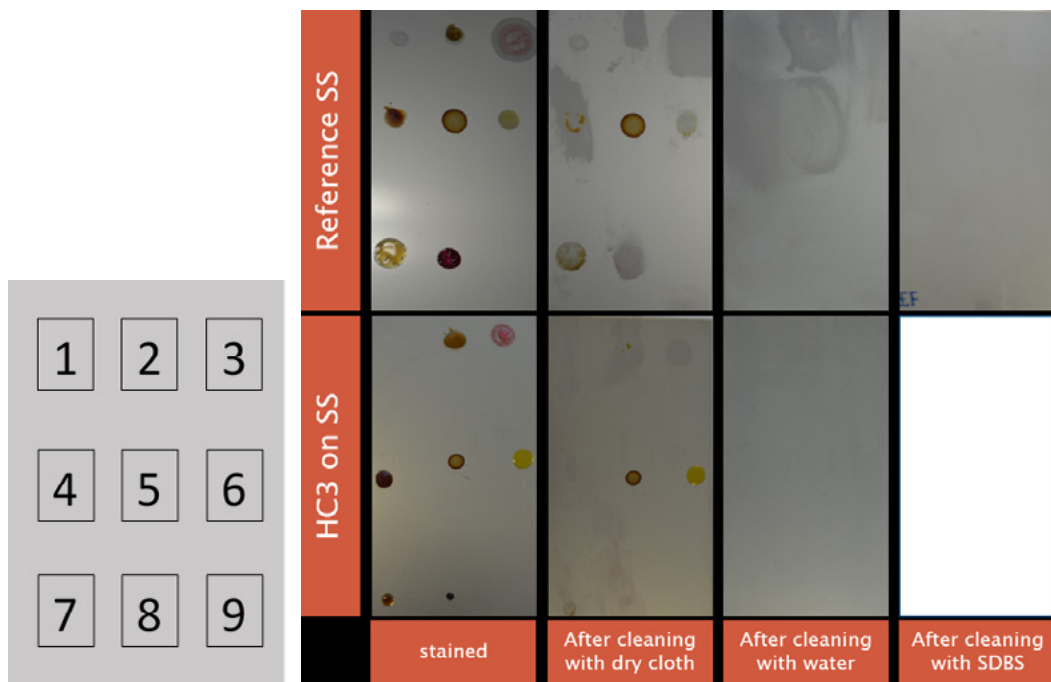 1 2 3
4 5 6
7 8 9
Reference SS
EF
HC3 on SS
stained
After cleaning
with dry cloth
After cleaning
with water
After cleaning
with SDBS